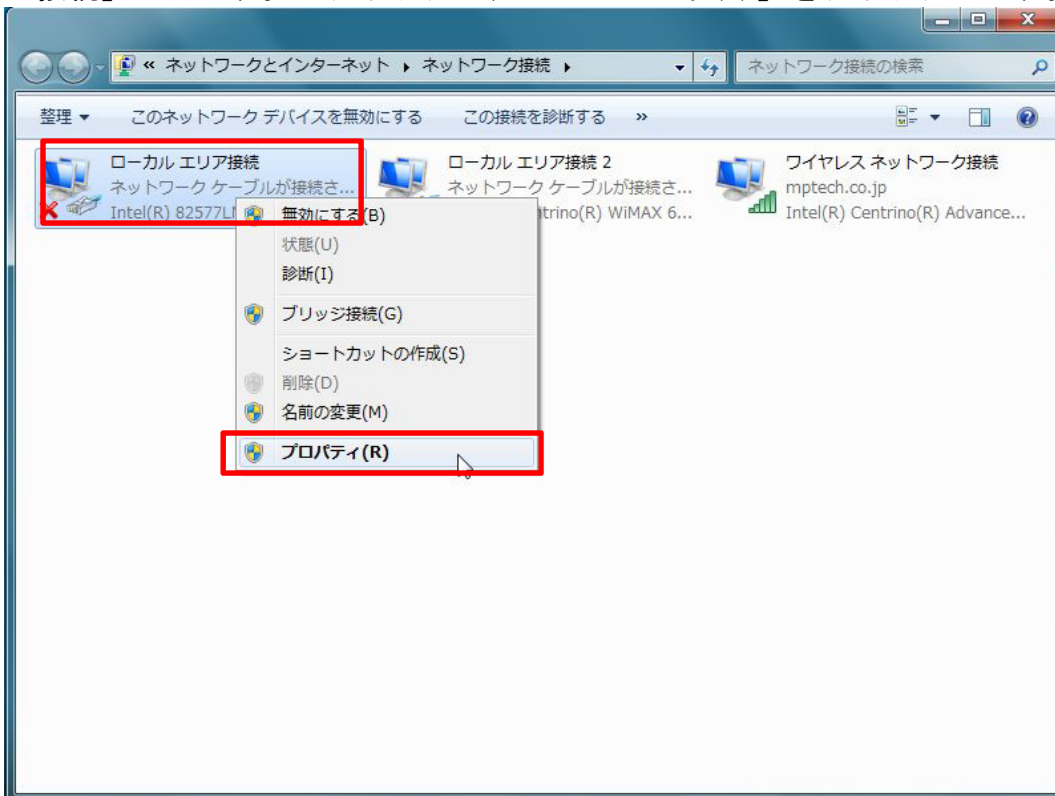 « ネットワークとインターネット ▸ ネットワーク接続 ▸
ネットワーク接続の検索
整理 ▼ このネットワーク デバイスを無効にする この接続を診断する »
ローカル エリア接続
ネットワーク ケーブルが接続さ...
Intel(R) 82577L
ローカル エリア接続 2
ネットワーク ケーブルが接続さ...
trino(R) WiMAX 6...
ワイヤレス ネットワーク接続
mptech.co.jp
Intel(R) Centrino(R) Advance...
無効にする(B)
状態(U)
診断(I)
ブリッジ接続(G)
ショートカットの作成(S)
削除(D)
名前の変更(M)
プロパティ(R)